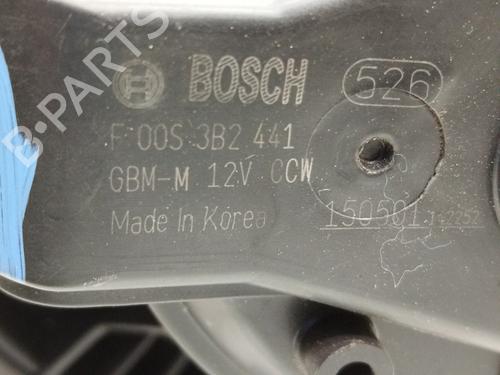 B-PARTS
BOSCH
526
F 00S 3B2 441
GBM-M 12V CCW
Made In Korea
150501